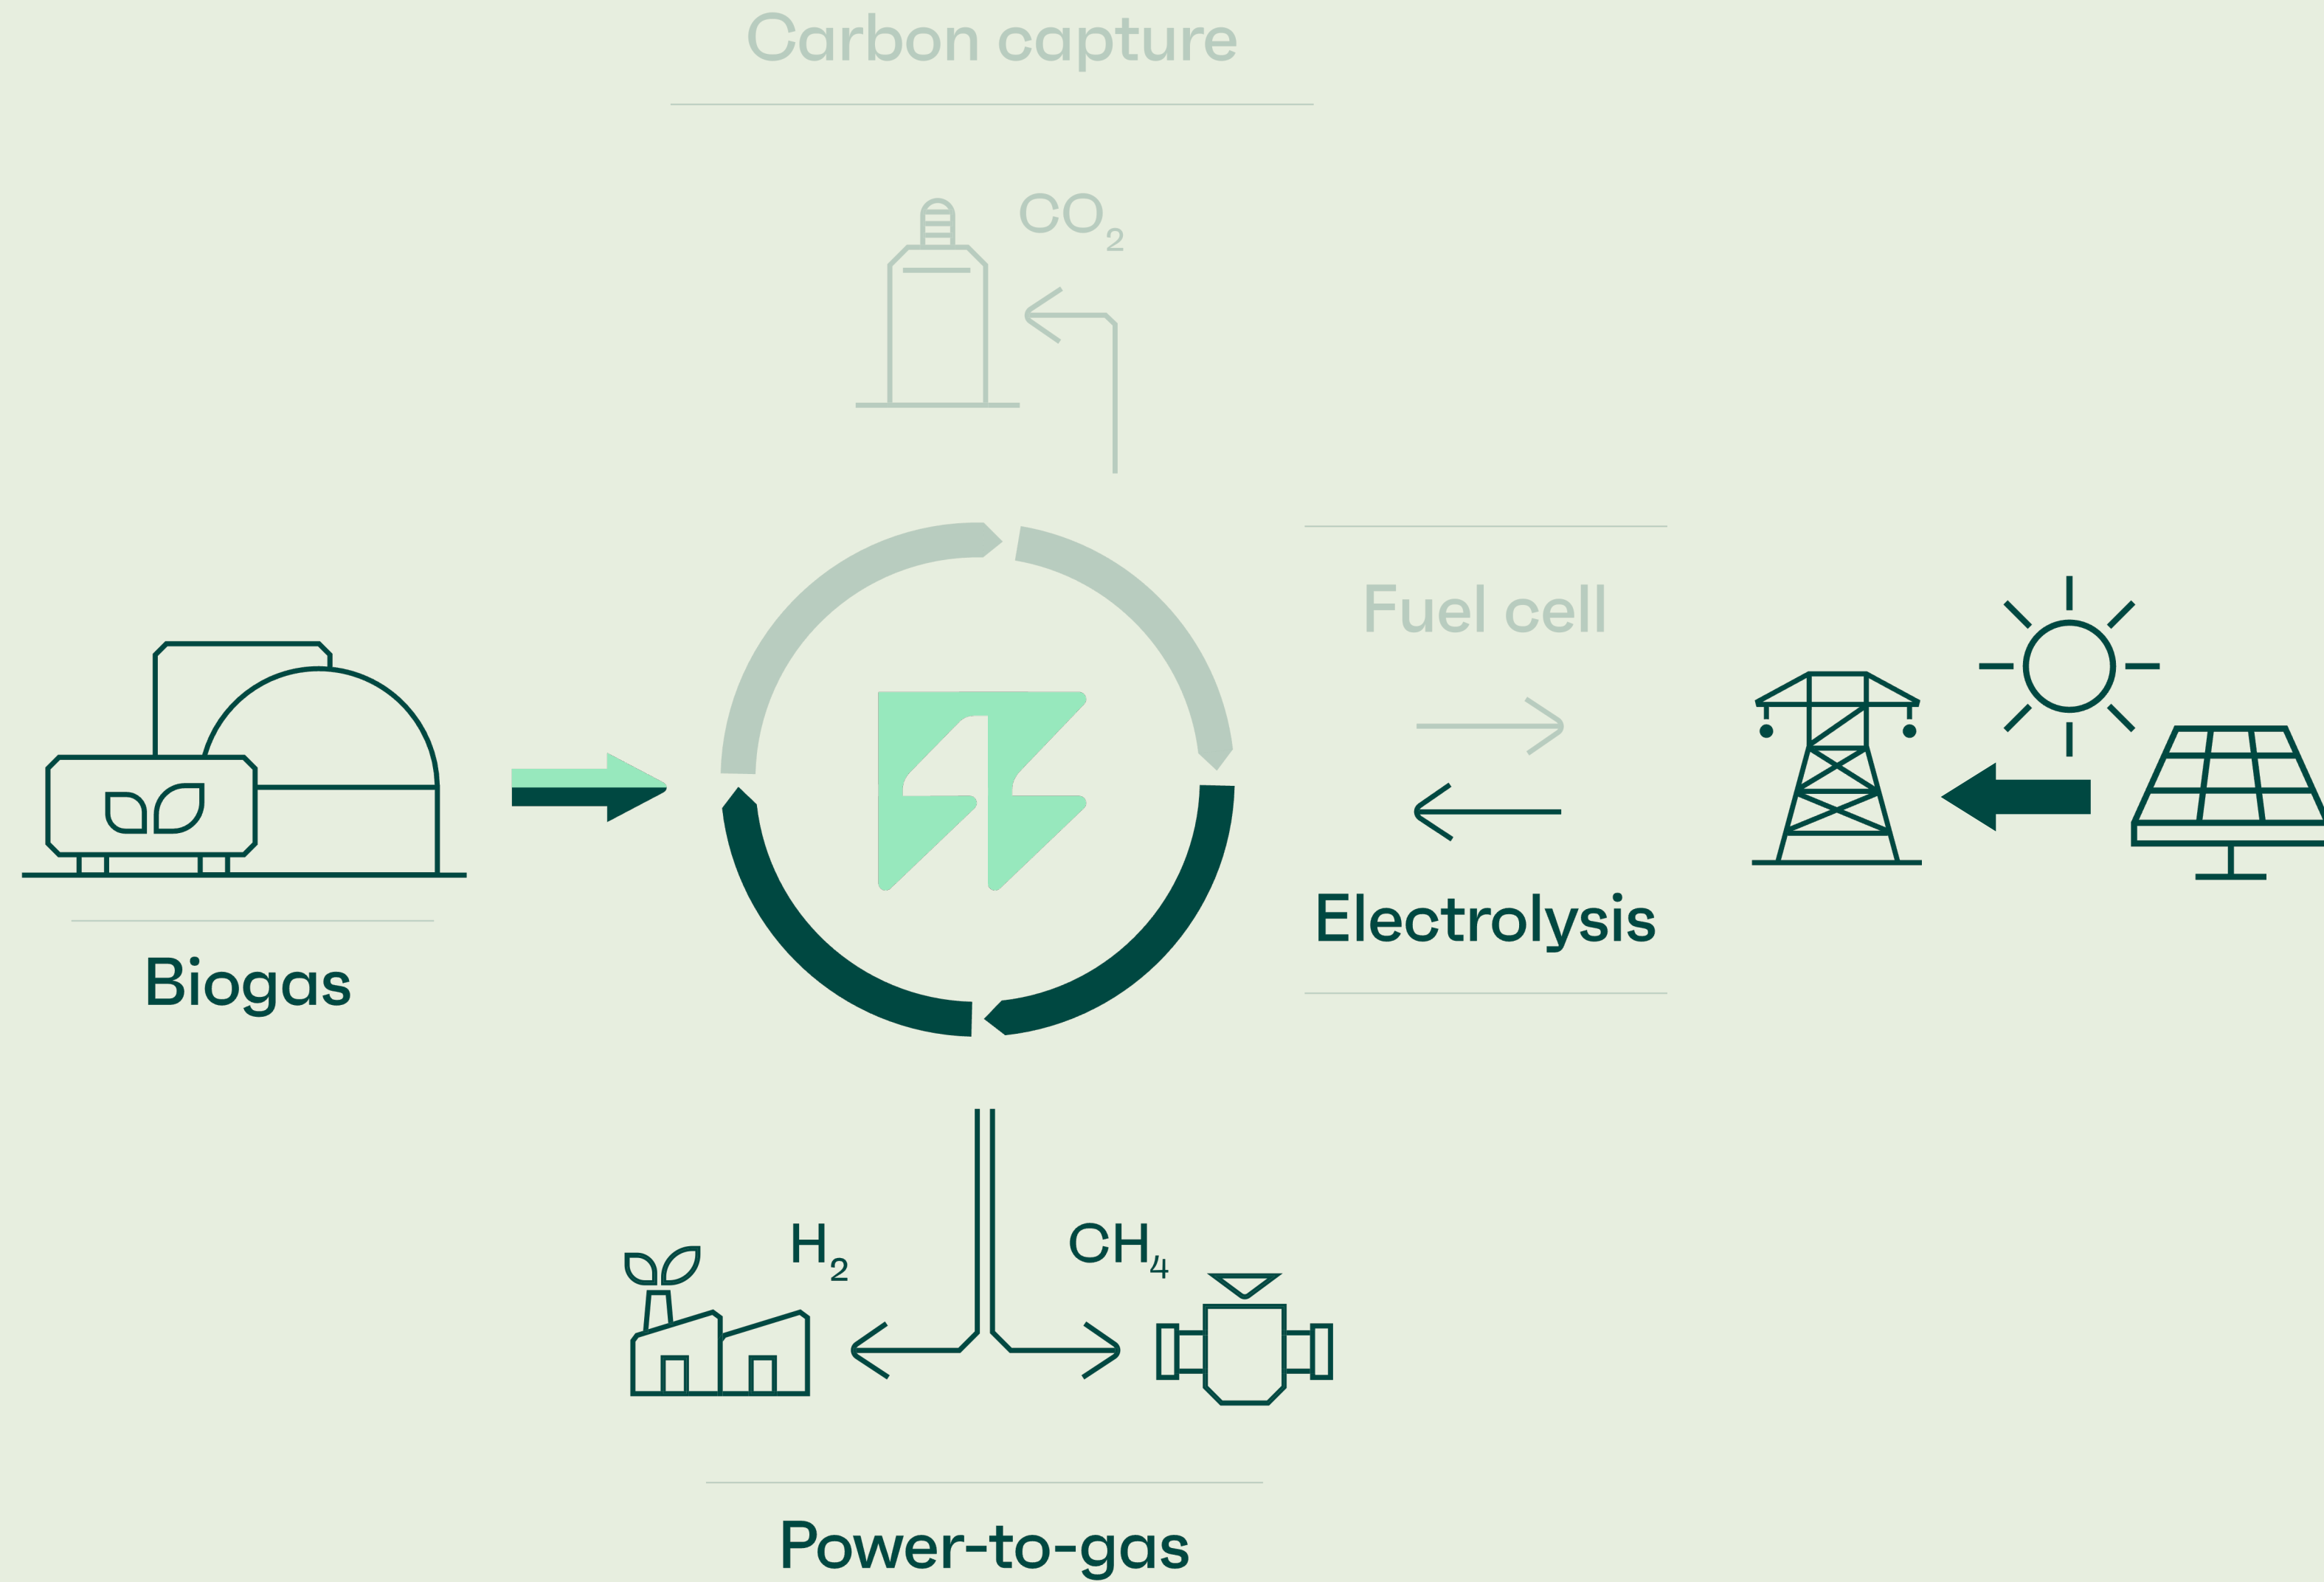 Carbon capture
CO₂
Fuel cell
Electrolysis
Biogas
H₂
CH₄
Power-to-gas